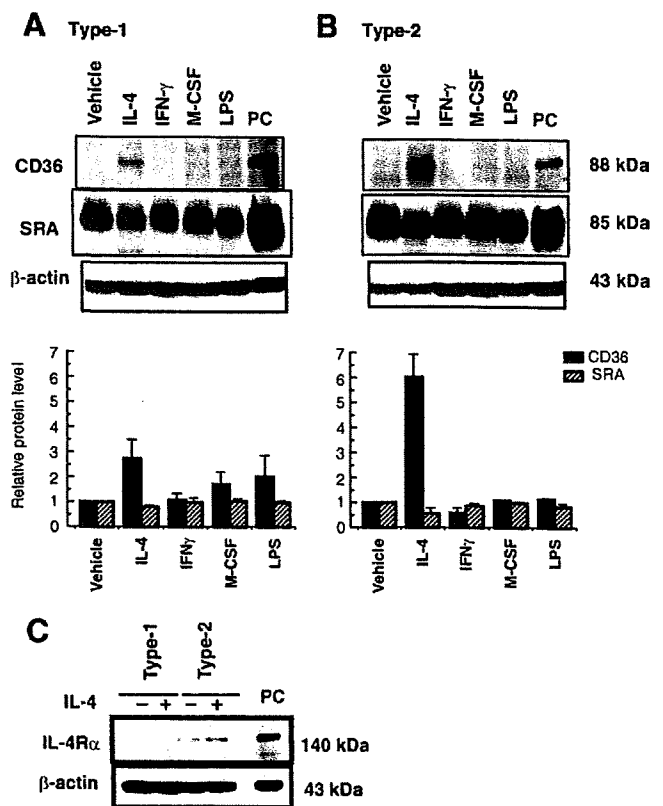 A Type-1
Vehicle IL-4 IFN-γ M-CSF LPS PC
CD36
SRA
β-actin
B Type-2
Vehicle IL-4 IFN-γ M-CSF LPS PC
88 kDa
85 kDa
43 kDa
Relative protein level
7
6
5
4
3
2
1
0
Vehicle IL-4 IFNγ M-CSF LPS
7
6
5
4
3
2
1
0
Vehicle IL-4 IFNγ M-CSF LPS
CD36
SRA
C
Type-1 Type-2
IL-4 − + − + PC
IL-4Rα 140 kDa
β-actin 43 kDa